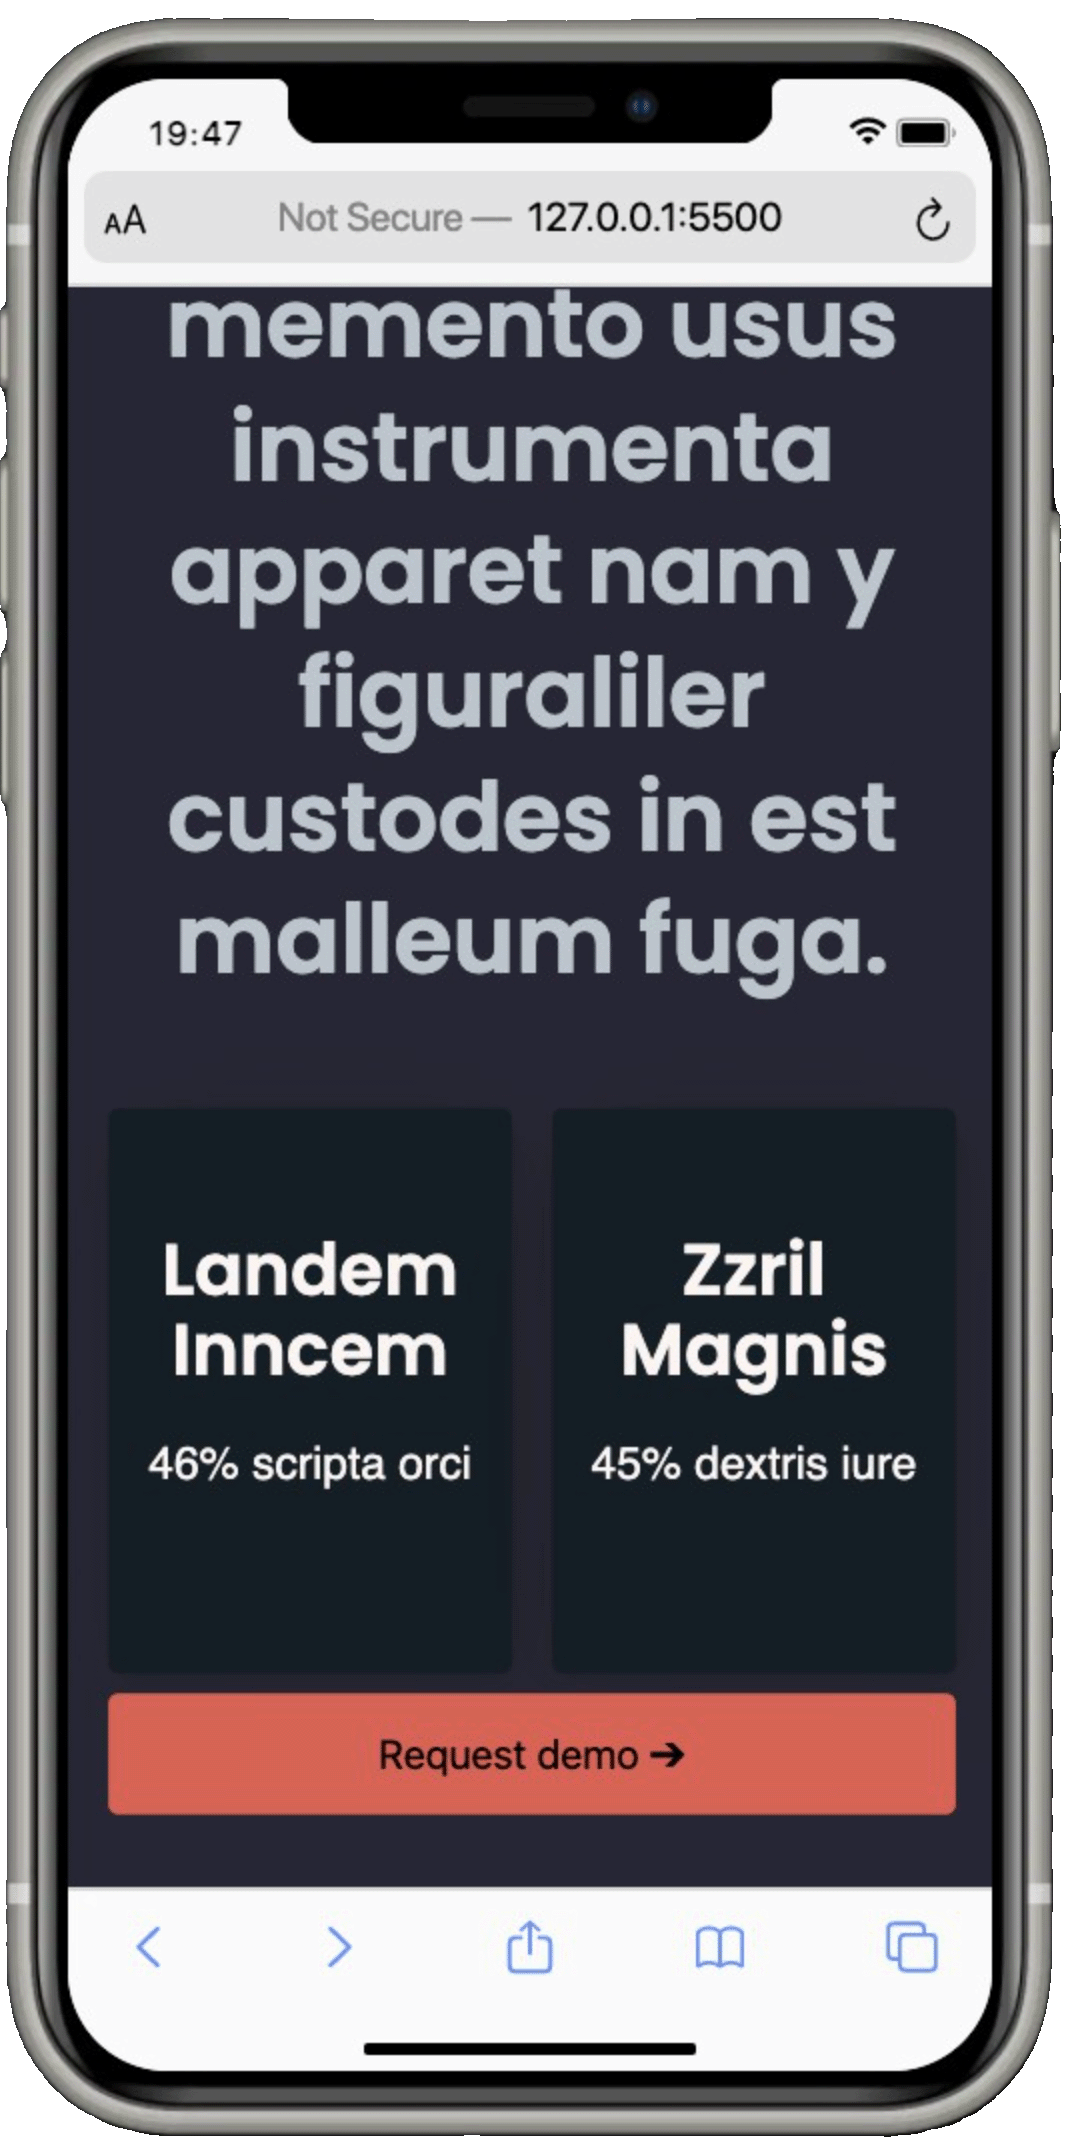 19:47
AA Not Secure — 127.0.0.1:5500
memento usus
instrumenta
apparet nam y
figuraliler
custodes in est
malleum fuga.
Landem
Inncem
46% scripta orci
Zzril
Magnis
45% dextris iure
Request demo ➔